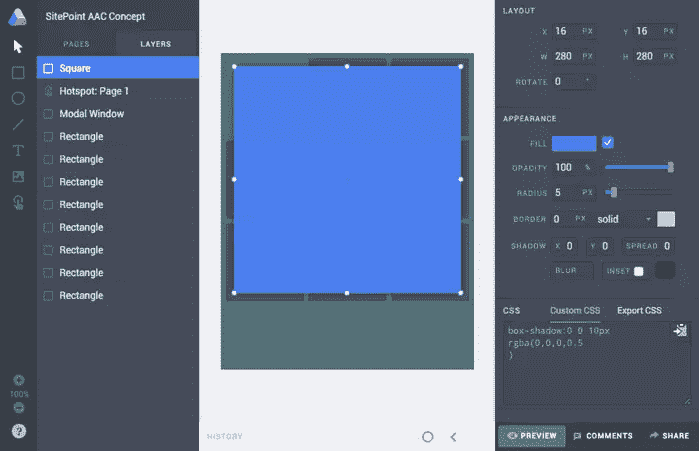 SitePoint AAC Concept
PAGES LAYERS
Square
Hotspot: Page 1
Modal Window
Rectangle
Rectangle
Rectangle
Rectangle
Rectangle
Rectangle
Rectangle
Rectangle
100%
HISTORY
LAYOUT
X 16 PX Y 16 PX
W 280 PX H 280 PX
ROTATE 0 °
APPEARANCE
FILL
OPACITY 100 %
RADIUS 5 PX
BORDER 0 PX solid
SHADOW X 0 Y 0 SPREAD 0
BLUR INSET
CSS Custom CSS Export CSS
box-shadow:0 0 10px
rgba(0,0,0,0.5
)
PREVIEW COMMENTS SHARE